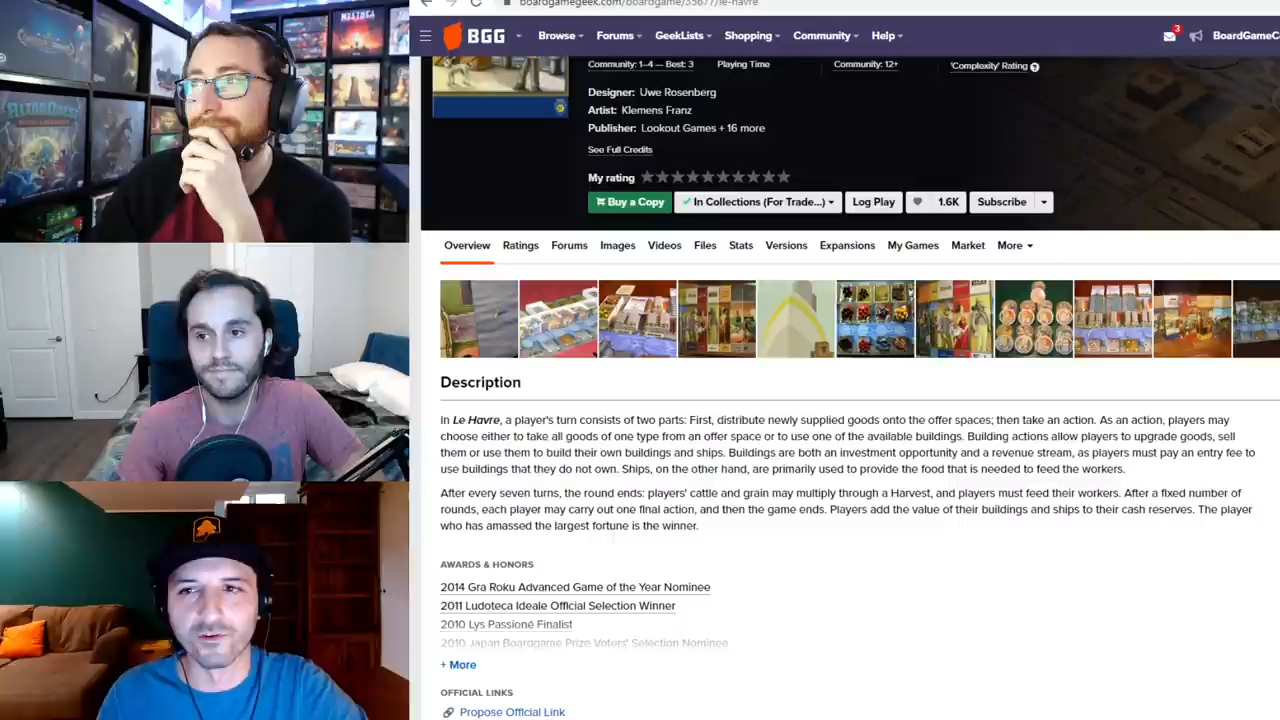 boardgamegeek.com/boardgame/35677/le-havre
BGG
Browse
Forums
GeekLists
Shopping
Community
Help
3
BoardGameC
Community: 1–4 — Best: 3
Playing Time
Community: 12+
'Complexity' Rating
Designer: Uwe Rosenberg
Artist: Klemens Franz
Publisher: Lookout Games + 16 more
See Full Credits
My rating
Buy a Copy
In Collections (For Trade...)
Log Play
1.6K
Subscribe
Overview
Ratings
Forums
Images
Videos
Files
Stats
Versions
Expansions
My Games
Market
More
Description
In Le Havre, a player's turn consists of two parts: First, distribute newly supplied goods onto the offer spaces; then take an action. As an action, players may
choose either to take all goods of one type from an offer space or to use one of the available buildings. Building actions allow players to upgrade goods, sell
them or use them to build their own buildings and ships. Buildings are both an investment opportunity and a revenue stream, as players must pay an entry fee to
use buildings that they do not own. Ships, on the other hand, are primarily used to provide the food that is needed to feed the workers.
After every seven turns, the round ends: players' cattle and grain may multiply through a Harvest, and players must feed their workers. After a fixed number of
rounds, each player may carry out one final action, and then the game ends. Players add the value of their buildings and ships to their cash reserves. The player
who has amassed the largest fortune is the winner.
AWARDS & HONORS
2014 Gra Roku Advanced Game of the Year Nominee
2011 Ludoteca Ideale Official Selection Winner
2010 Lys Passioné Finalist
2010 Japan Boardgame Prize Voters' Selection Nominee
+ More
OFFICIAL LINKS
Propose Official Link
ALTAR QUEST